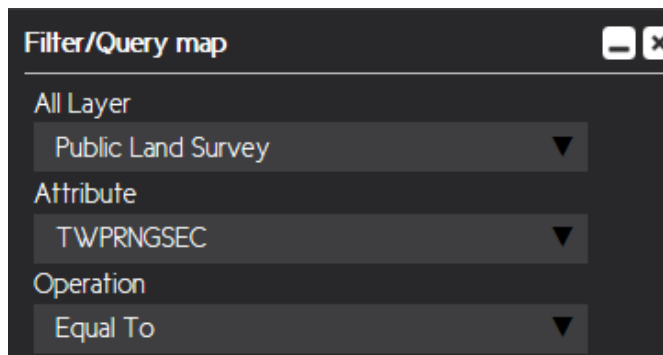 Filter/Query map
All Layer
Public Land Survey
Attribute
TWPRNGSEC
Operation
Equal To